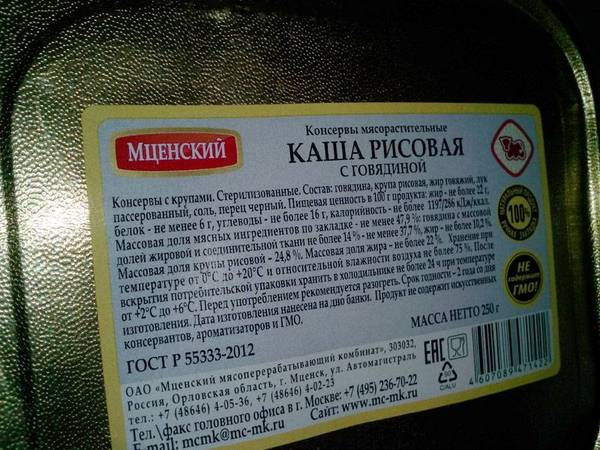 Консервы мясорастительные
МЦЕНСКИЙ
КАША РИСОВАЯ
С ГОВЯДИНОЙ
Консервы с крупами. Стерилизованные. Состав: говядина, крупа рисовая, жир говяжий, лук
пассерованный, соль, перец черный. Пищевая ценность в 100 г продукта: жир - не более 22 г,
белок - не менее 6 г, углеводы - не более 16 г, калорийность - не более 1197/286 кДж/ккал.
Массовая доля мясных ингредиентов по закладке - не менее 47,9 %: говядина с массовой
долей жировой и соединительной ткани не более 14 % - не менее 37,7%, жир - не более 10,2 %.
Массовая доля крупы рисовой – 24,8 %. Массовая доля жира - не более 22 %. Хранение при
температуре от 0°С до +20°С и относительной влажности воздуха не более 75 %. После
вскрытия потребительской упаковки хранить в холодильнике не более 24 ч при температуре
от +2°С до +6°С. Перед употреблением рекомендуется разогреть. Срок годности – 2 года со дня
изготовления. Дата изготовления нанесена на дно банки. Продукт не содержит искусственных
консервантов, ароматизаторов и ГМО.
100%
НЕ
содержит
ГМО!
ГОСТ Р 55333-2012
МАССА НЕТТО 250 г
ОАО «Мценский мясоперерабатывающий комбинат», 303032,
Россия, Орловская область, г. Мценск, ул. Автомагистраль
тел.: +7 (48646) 4-05-36, +7 (48646) 4-02-23
Тел./факс головного офиса в г. Москве: +7 (495) 236-70-22
E-mail: mcmk@mc-mk.ru Сайт: www.mc-mk.ru
ЕАС
C/ALU
4607089471422